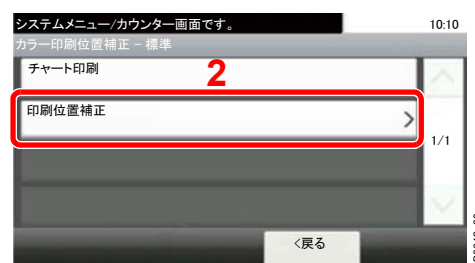 システムメニュー/カウンター画面です。 10:10
カラー印刷位置補正 - 標準
チャート印刷
2
印刷位置補正
1/1
<戻る